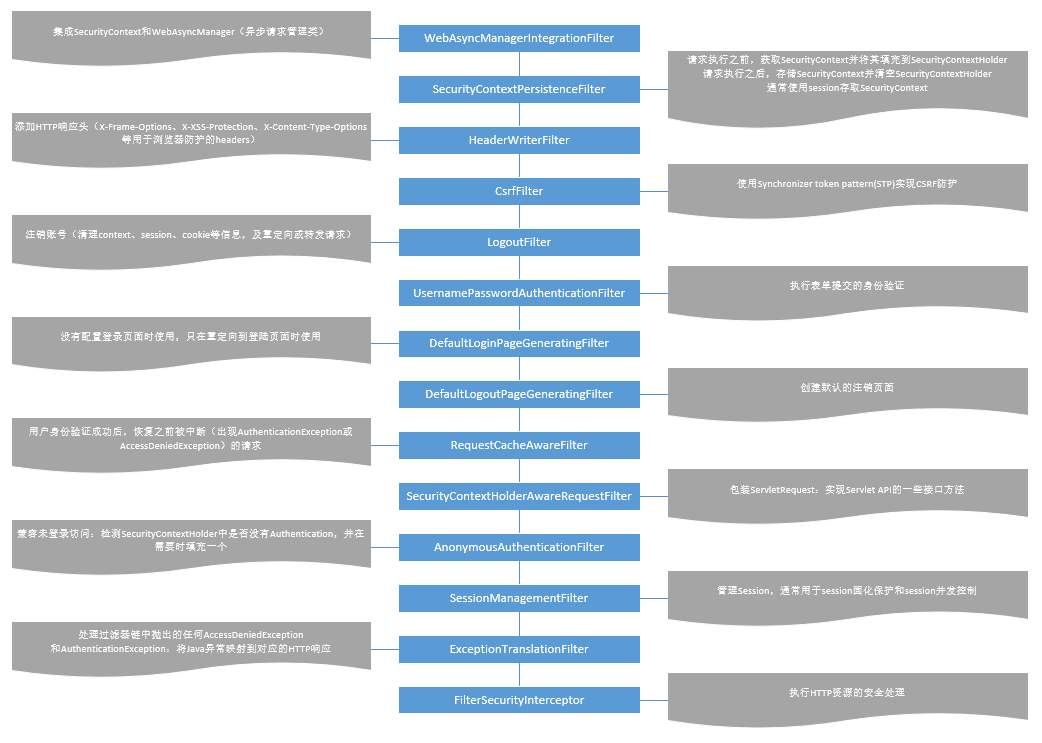 集成SecurityContext和WebAsyncManager（异步请求管理类）
WebAsyncManagerIntegrationFilter
请求执行之前，获取SecurityContext并将其填充到SecurityContextHolder
请求执行之后，存储SecurityContext并清空SecurityContextHolder
通常使用session存取SecurityContext
SecurityContextPersistenceFilter
添加HTTP响应头（X-Frame-Options、X-XSS-Protection、X-Content-Type-Options
等用于浏览器防护的headers）
HeaderWriterFilter
CsrfFilter
使用Synchronizer token pattern(STP)实现CSRF防护
注销账号（清理context、session、cookie等信息，及重定向或转发请求）
LogoutFilter
UsernamePasswordAuthenticationFilter
执行表单提交的身份验证
没有配置登录页面时使用，只在重定向到登陆页面时使用
DefaultLoginPageGeneratingFilter
DefaultLogoutPageGeneratingFilter
创建默认的注销页面
用户身份验证成功后，恢复之前被中断（出现AuthenticationException或
AccessDeniedException）的请求
RequestCacheAwareFilter
SecurityContextHolderAwareRequestFilter
包装ServletRequest：实现Servlet API的一些接口方法
兼容未登录访问：检测SecurityContextHolder中是否没有Authentication，并在
需要时填充一个
AnonymousAuthenticationFilter
SessionManagementFilter
管理Session，通常用于session固化保护和session并发控制
处理过滤器链中抛出的任何AccessDeniedException
和AuthenticationException：将Java异常映射到对应的HTTP响应
ExceptionTranslationFilter
FilterSecurityInterceptor
执行HTTP资源的安全处理